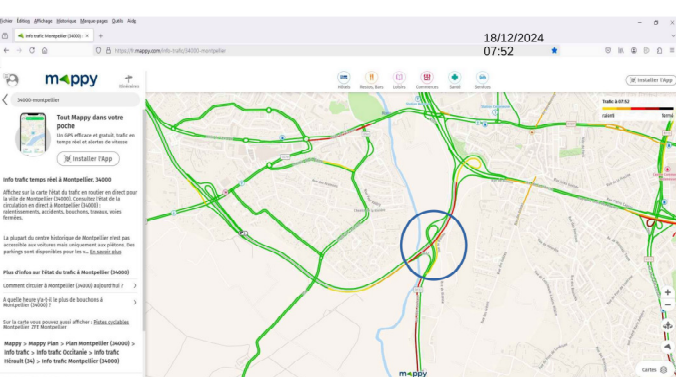 Fichier Édition Affichage Historique Marque-pages Outils Aide
Info trafic Montpellier (34000)
18/12/2024
07:52
https://fr.mappy.com/info-trafic/34000-montpellier
mappy
Itinéraires
34000-montpellier
Hôtels
Restos, Bars
Loisirs
Commerces
Santé
Services
Installer l'App
Tout Mappy dans votre
poche
Un GPS efficace et gratuit, trafic en
temps réel et alertes de vitesse
Installer l'App
Trafic à 07:52
ralenti
fermé
Info trafic temps réel à Montpellier, 34000
Afficher sur la carte l'état du trafic en routier en direct pour
la ville de Montpellier (34000). Consultez l'état de la
circulation en direct à Montpellier (34000) :
ralentissements, accidents, bouchons, travaux, voies
fermées.
La plupart du centre historique de Montpellier n'est pas
accessible aux voitures mais uniquement aux piétons. Des
parkings sont disponibles pour les v... En savoir plus
Plus d'infos sur l'état du trafic à Montpellier (34000)
Comment circuler à Montpellier (34000) aujourd'hui ?
A quelle heure y'a-t-il le plus de bouchons à
Montpellier (34000) ?
Sur la carte vous pouvez aussi afficher : Pistes cyclables
Montpellier ZFE Montpellier
Mappy > Mappy Plan > Plan Montpellier (34000) >
Info trafic > Info trafic Occitanie > Info trafic
Hérault (34) > Info trafic Montpellier (34000)
mappy
cartes